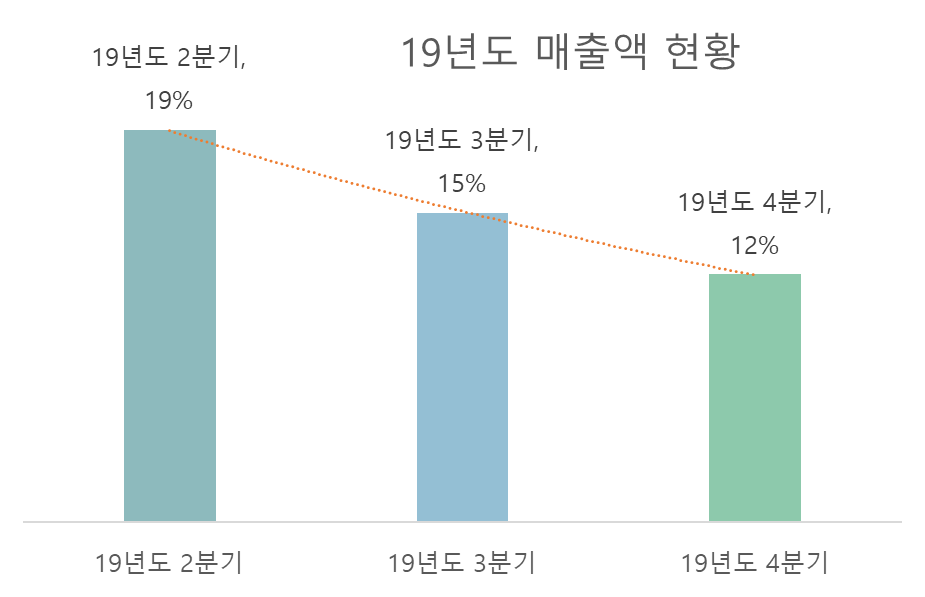 19년도 매출액 현황
19년도 2분기,
19%
19년도 3분기,
15%
19년도 4분기,
12%
19년도 2분기
19년도 3분기
19년도 4분기